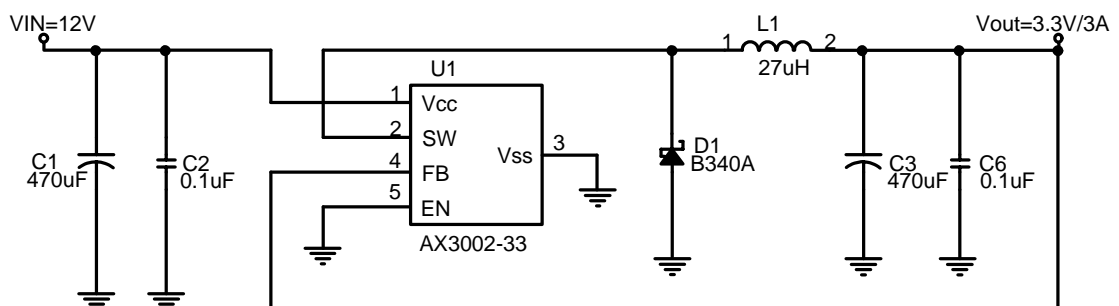 VIN=12V
Vout=3.3V/3A
L1
1
2
27uH
U1
1
Vcc
2
SW
4
FB
5
EN
Vss
3
AX3002-33
C1
470uF
C2
0.1uF
D1
B340A
C3
470uF
C6
0.1uF